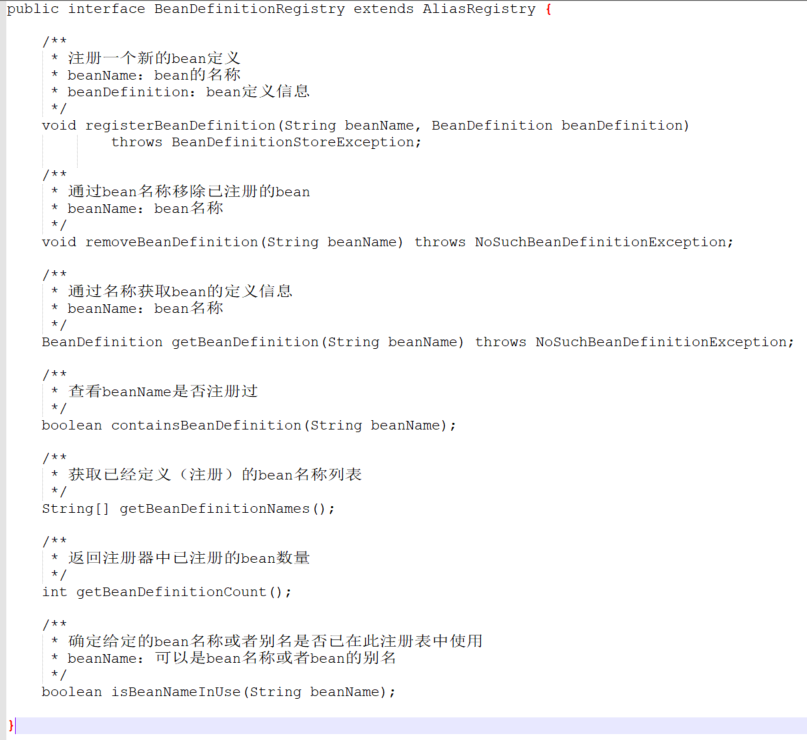 public interface BeanDefinitionRegistry extends AliasRegistry {
/**
* 注册一个新的bean定义
* beanName：bean的名称
* beanDefinition：bean定义信息
*/
void registerBeanDefinition(String beanName, BeanDefinition beanDefinition)
throws BeanDefinitionStoreException;
/**
* 通过bean名称移除已注册的bean
* beanName：bean名称
*/
void removeBeanDefinition(String beanName) throws NoSuchBeanDefinitionException;
/**
* 通过名称获取bean的定义信息
* beanName：bean名称
*/
BeanDefinition getBeanDefinition(String beanName) throws NoSuchBeanDefinitionException;
/**
* 查看beanName是否注册过
*/
boolean containsBeanDefinition(String beanName);
/**
* 获取已经定义（注册）的bean名称列表
*/
String[] getBeanDefinitionNames();
/**
* 返回注册器中已注册的bean数量
*/
int getBeanDefinitionCount();
/**
* 确定给定的bean名称或者别名是否已在此注册表中使用
* beanName：可以是bean名称或者bean的别名
*/
boolean isBeanNameInUse(String beanName);
}